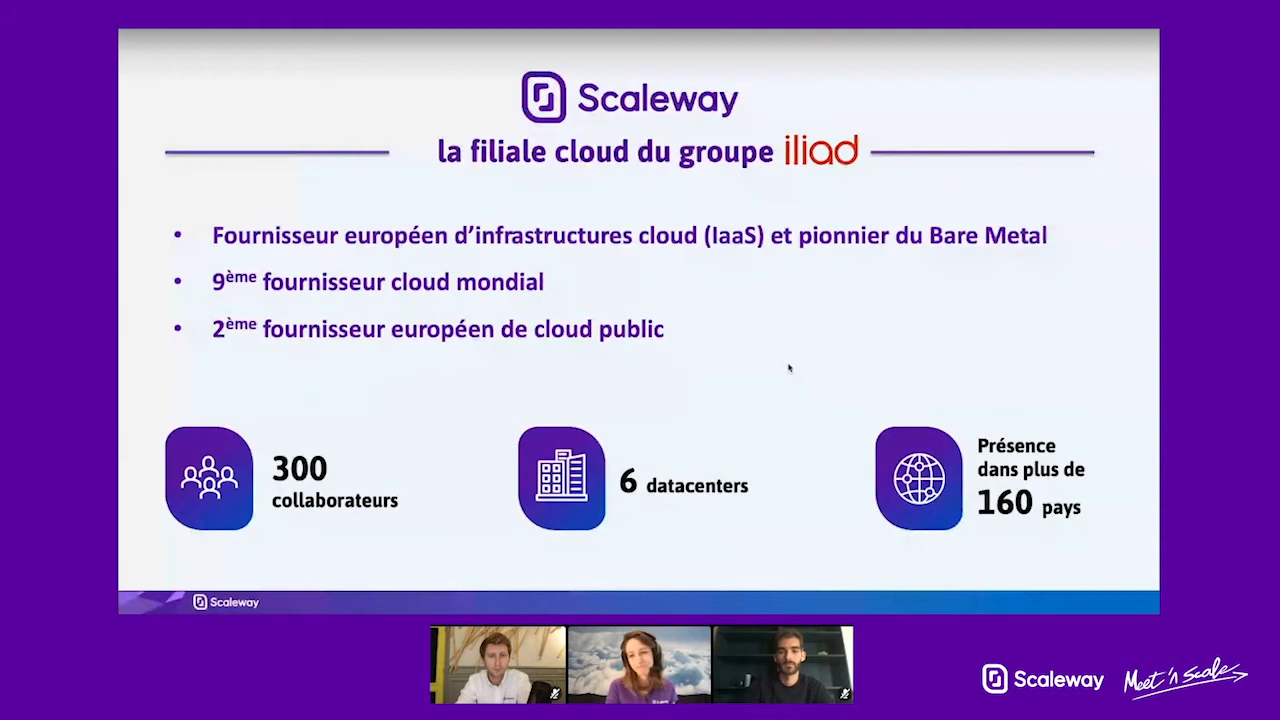 Scaleway
la filiale cloud du groupe iliad
• Fournisseur européen d’infrastructures cloud (IaaS) et pionnier du Bare Metal
• 9ème fournisseur cloud mondial
• 2ème fournisseur européen de cloud public
300
collaborateurs
6 datacenters
Présence
dans plus de
160 pays
Scaleway
Scaleway Meet 'n Scale